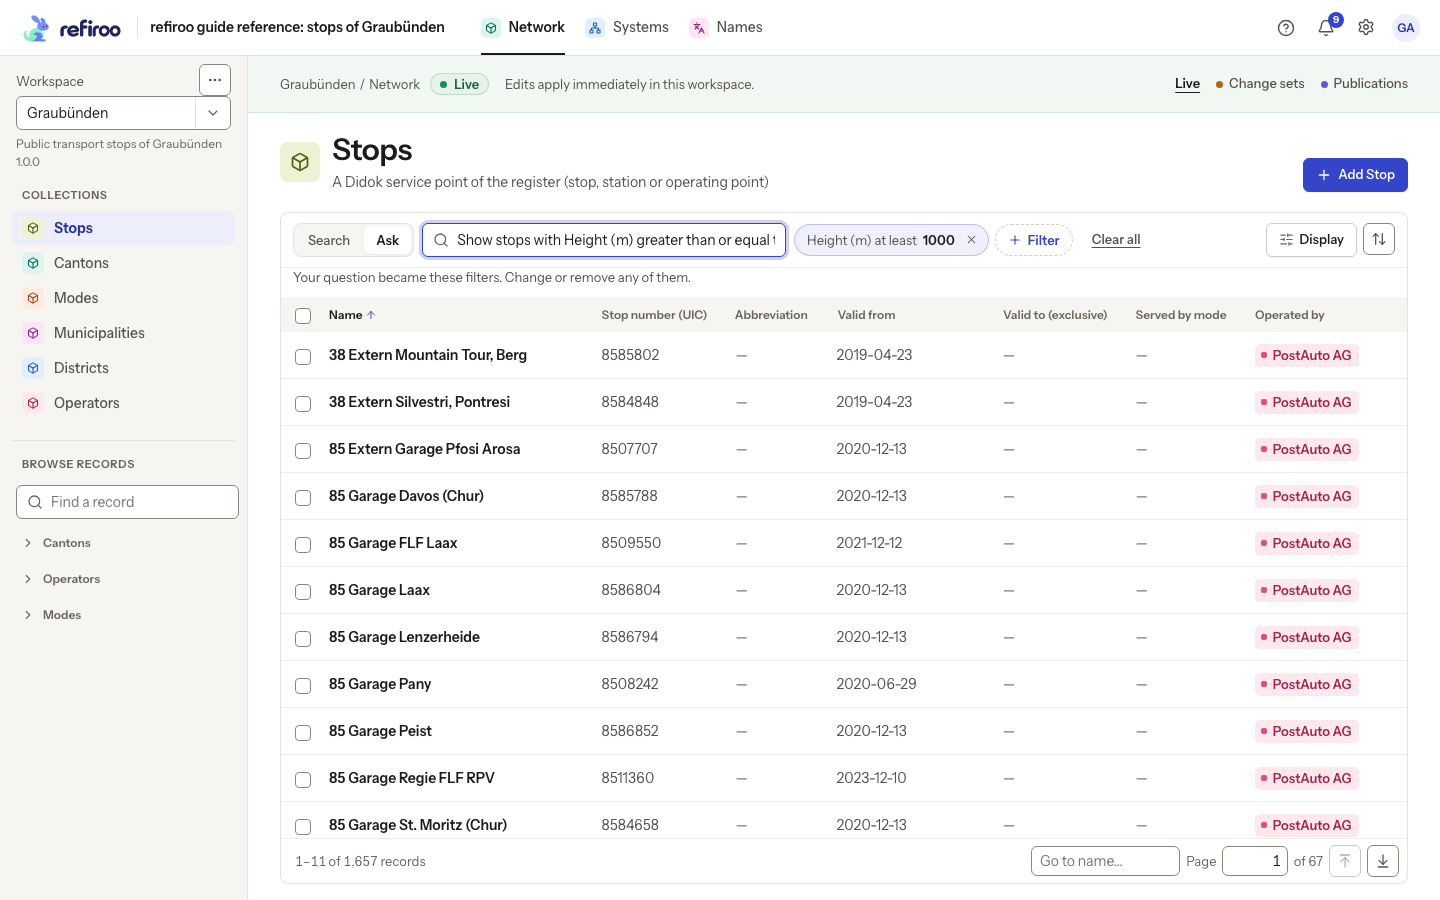 refiroo
refiroo guide reference: stops of Graubünden
Network
Systems
Names
9
GA
Workspace
Graubünden
Public transport stops of Graubünden
1.0.0
COLLECTIONS
Stops
Cantons
Modes
Municipalities
Districts
Operators
BROWSE RECORDS
Find a record
Cantons
Operators
Modes
Graubünden / Network
Live
Edits apply immediately in this workspace.
Live
Change sets
Publications
Stops
A Didok service point of the register (stop, station or operating point)
Add Stop
Search
Ask
Show stops with Height (m) greater than or equal
Height (m) at least 1000
Filter
Clear all
Display
Your question became these filters. Change or remove any of them.
Name Stop number (UIC) Abbreviation Valid from Valid to (exclusive) Served by mode Operated by
38 Extern Mountain Tour, Berg 8585802 — 2019-04-23 — — PostAuto AG
38 Extern Silvestri, Pontresi 8584848 — 2019-04-23 — — PostAuto AG
85 Extern Garage Pfosi Arosa 8507707 — 2020-12-13 — — PostAuto AG
85 Garage Davos (Chur) 8585788 — 2020-12-13 — — PostAuto AG
85 Garage FLF Laax 8509550 — 2021-12-12 — — PostAuto AG
85 Garage Laax 8586804 — 2020-12-13 — — PostAuto AG
85 Garage Lenzerheide 8586794 — 2020-12-13 — — PostAuto AG
85 Garage Pany 8508242 — 2020-06-29 — — PostAuto AG
85 Garage Peist 8586852 — 2020-12-13 — — PostAuto AG
85 Garage Regie FLF RPV 8511360 — 2023-12-10 — — PostAuto AG
85 Garage St. Moritz (Chur) 8584658 — 2020-12-13 — — PostAuto AG
1–11 of 1,657 records
Go to name...
Page 1 of 67